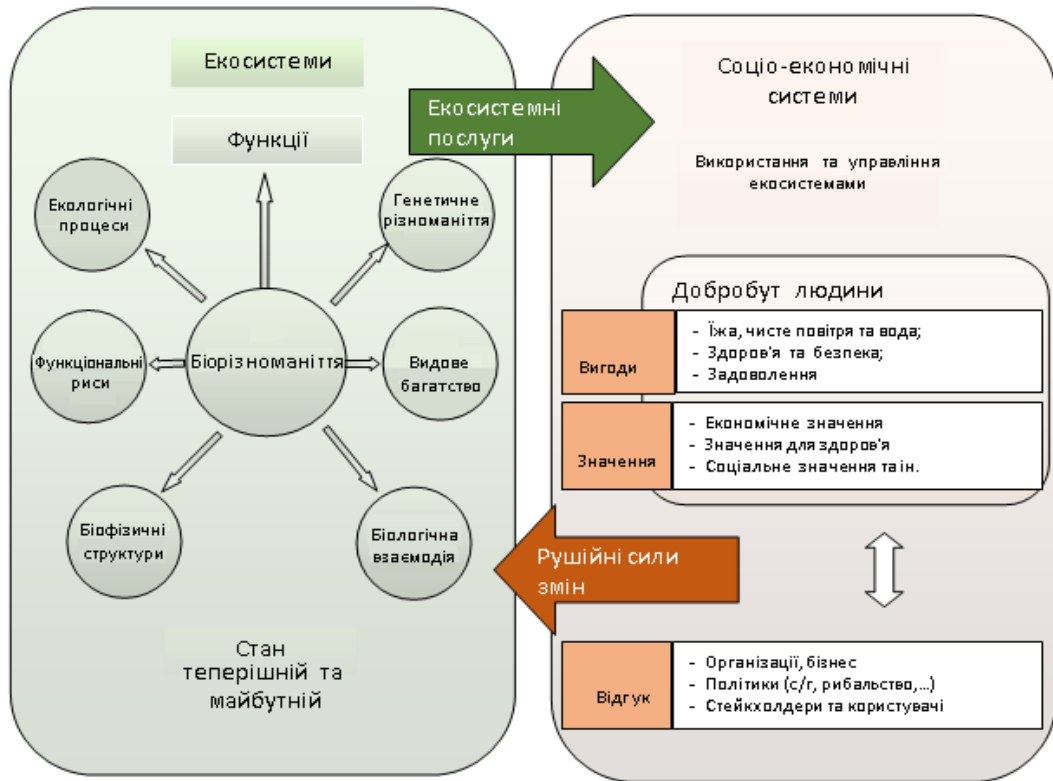 Екосистеми
Функції
Екологічні
процеси
Генетичне
різноманіття
Функціональні
риси
Біорізноманіття
Видове
багатство
Біофізичні
структури
Біологічна
взаємодія
Стан
теперішній та
майбутній
Екосистемні
послуги
Рушійні сили
змін
Соціо-економічні
системи
Використання та управління
екосистемами
Добробут людини
Вигоди
- Їжа, чисте повітря та вода;
- Здоров'я та безпека;
- Задоволення
Значення
- Економічне значення
- Значення для здоров'я
- Соціальне значення та ін.
Відгук
- Організації, бізнес
- Політики (с/г, рибальство,...)
- Стейкхолдери та користувачі